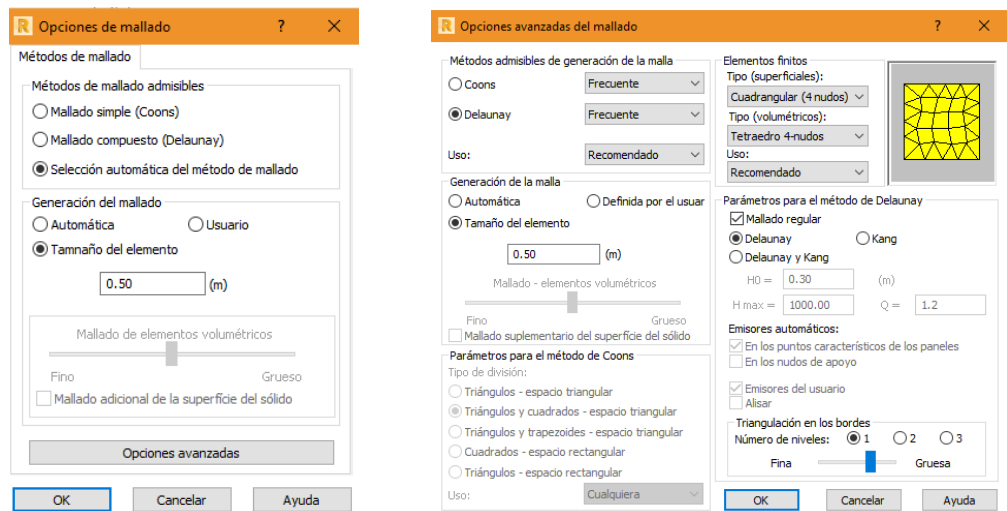 Opciones de mallado
?
Métodos de mallado
Métodos de mallado admisibles
Mallado simple (Coons)
Mallado compuesto (Delaunay)
Selección automática del método de mallado
Generación del mallado
Automática
Usuario
Tamnaño del elemento
0.50
(m)
Mallado de elementos volumétricos
Fino
Grueso
Mallado adicional de la superfície del sólido
Opciones avanzadas
OK
Cancelar
Ayuda
Opciones avanzadas del mallado
?
Métodos admisibles de generación de la malla
Coons
Frecuente
Delaunay
Frecuente
Uso:
Recomendado
Generación de la malla
Automática
Definida por el usuar
Tamaño del elemento
0.50
(m)
Mallado - elementos volumétricos
Fino
Grueso
Mallado suplementario del superfície del sólido
Parámetros para el método de Coons
Tipo de división:
Triángulos - espacio triangular
Triángulos y cuadrados - espacio triangular
Triángulos y trapezoides - espacio triangular
Cuadrados - espacio rectangular
Triángulos - espacio rectangular
Uso:
Cualquiera
Elementos finitos
Tipo (superficiales):
Cuadrangular (4 nudos)
Tipo (volumétricos):
Tetraedro 4-nudos
Uso:
Recomendado
Parámetros para el método de Delaunay
Mallado regular
Delaunay
Kang
Delaunay y Kang
H0 =
0.30
(m)
H max =
1000.00
Q =
1.2
Emisores automáticos:
En los puntos característicos de los paneles
En los nudos de apoyo
Emisores del usuario
Alisar
Triangulación en los bordes
Número de niveles:
1
2
3
Fina
Gruesa
OK
Cancelar
Ayuda